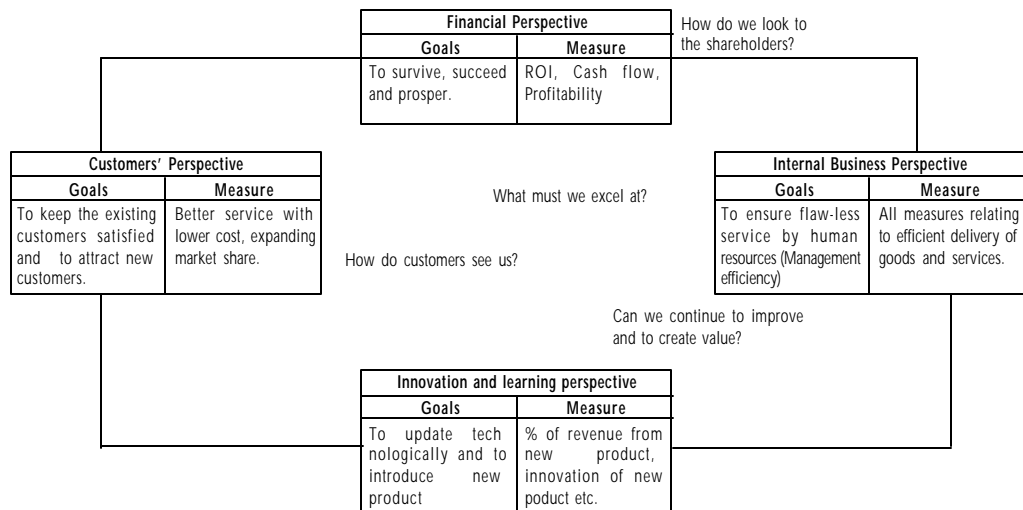 Financial Perspective
Goals Measure
To survive, succeed
and prosper.
ROI, Cash flow,
Profitability
How do we look to
the shareholders?
Customers' Perspective
Goals Measure
To keep the existing
customers satisfied
and to attract new
customers.
Better service with
lower cost, expanding
market share.
What must we excel at?
How do customers see us?
Internal Business Perspective
Goals Measure
To ensure flaw-less
service by human
resources (Management
efficiency)
All measures relating
to efficient delivery of
goods and services.
Can we continue to improve
and to create value?
Innovation and learning perspective
Goals Measure
To update tech
nologically and to
introduce new
product
% of revenue from
new product,
innovation of new
poduct etc.